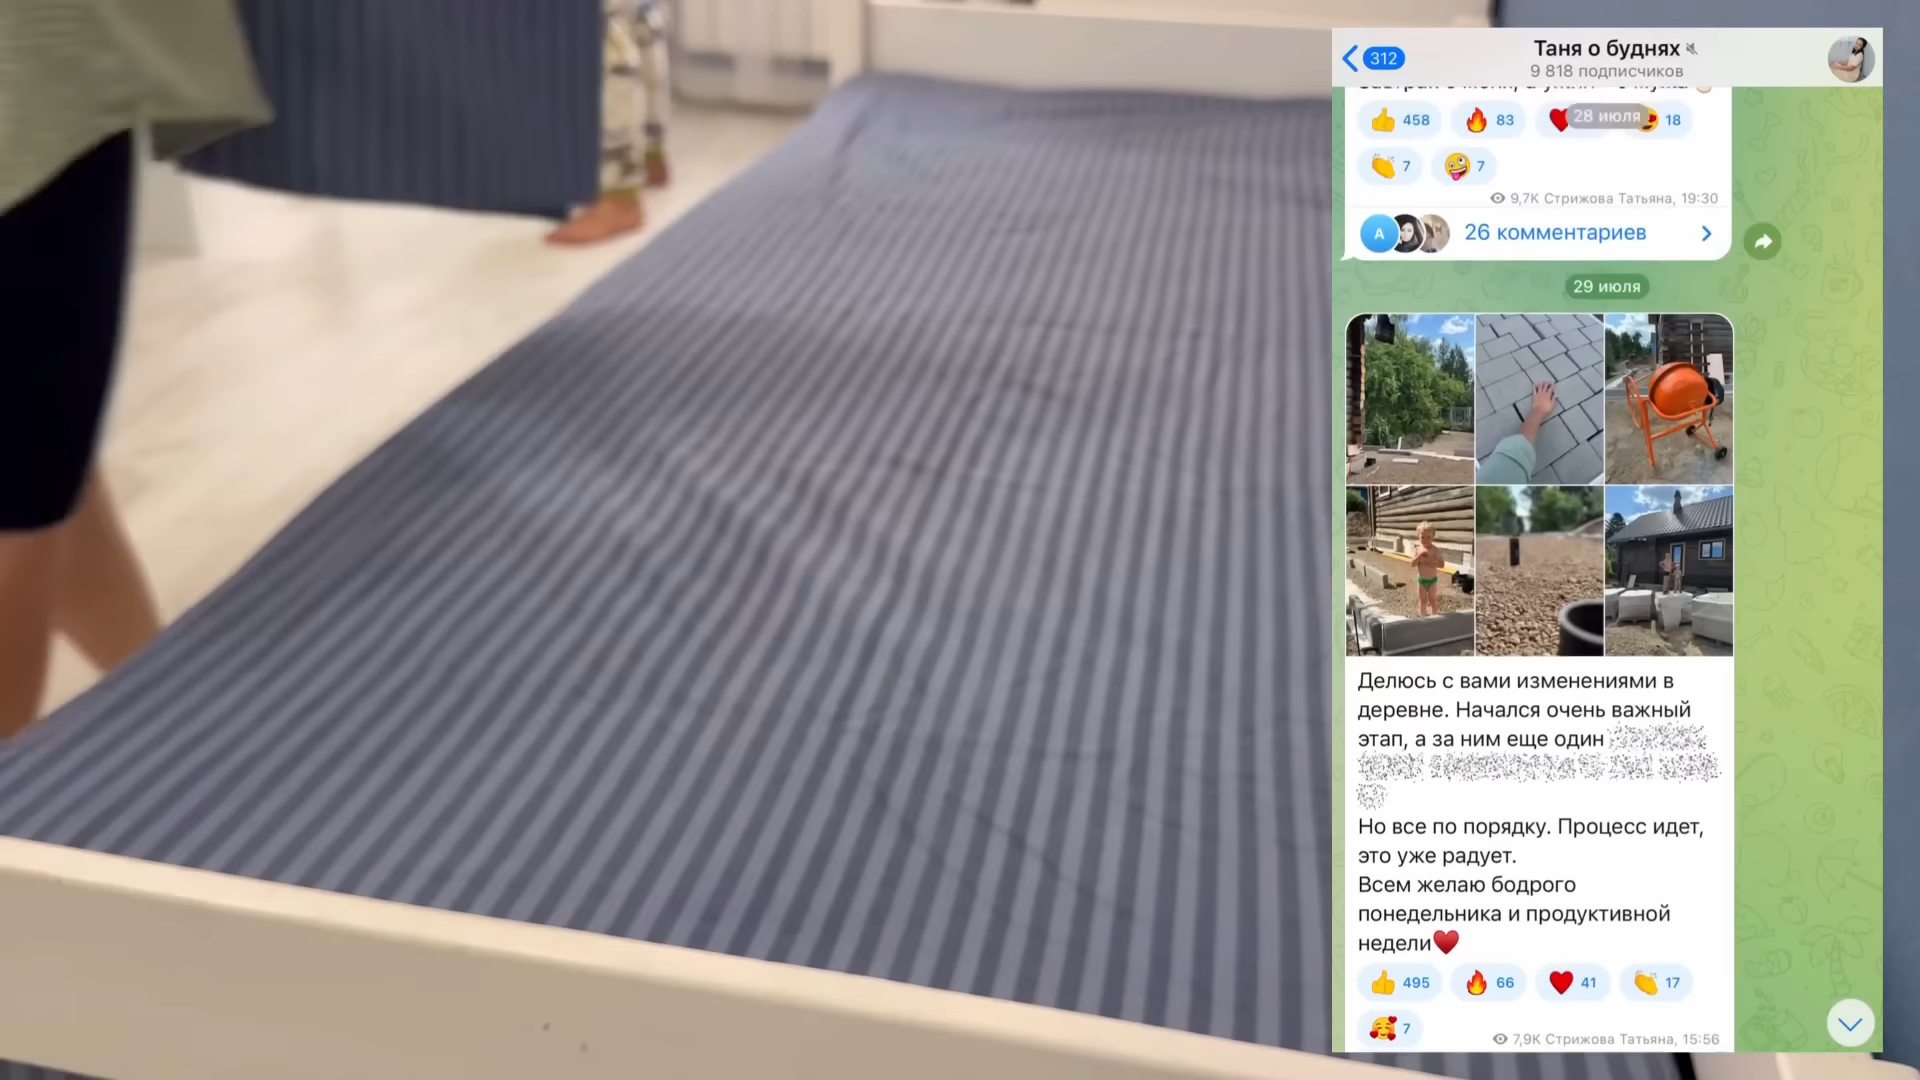 312
Таня о буднях
9 818 подписчиков
458
83
28 июля
18
7
7
9,7K Стрижова Татьяна, 19:30
А
26 комментариев
29 июля
Делюсь с вами изменениями в
деревне. Начался очень важный
этап, а за ним еще один
Но все по порядку. Процесс идет,
это уже радует.
Всем желаю бодрого
понедельника и продуктивной
недели
495
66
41
17
7
7,9K Стрижова Татьяна, 15:56